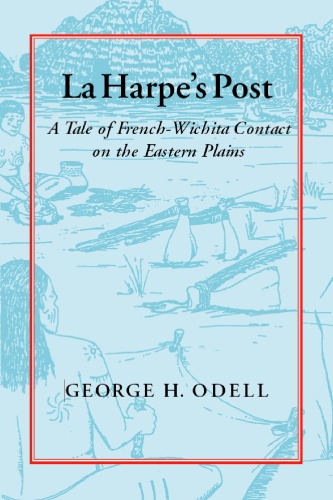 La Harpe's Post
A Tale of French-Wichita Contact
on the Eastern Plains
GEORGE H. ODELL